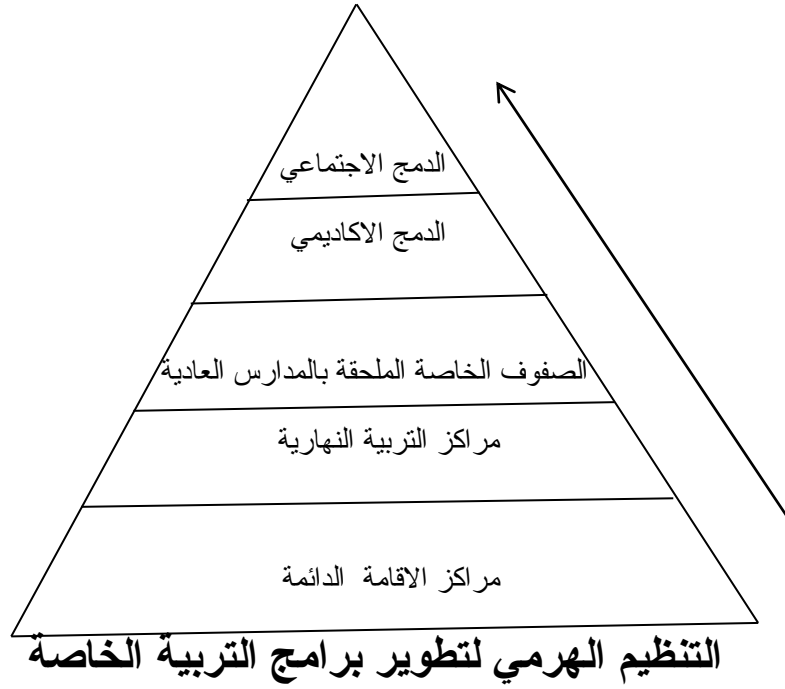 الدمج الاجتماعي
الدمج الاكاديمي
الصفوف الخاصة الملحقة بالمدارس العادية
مراكز التربية النهارية
مراكز الاقامة الدائمة
التنظيم الهرمي لتطوير برامج التربية الخاصة